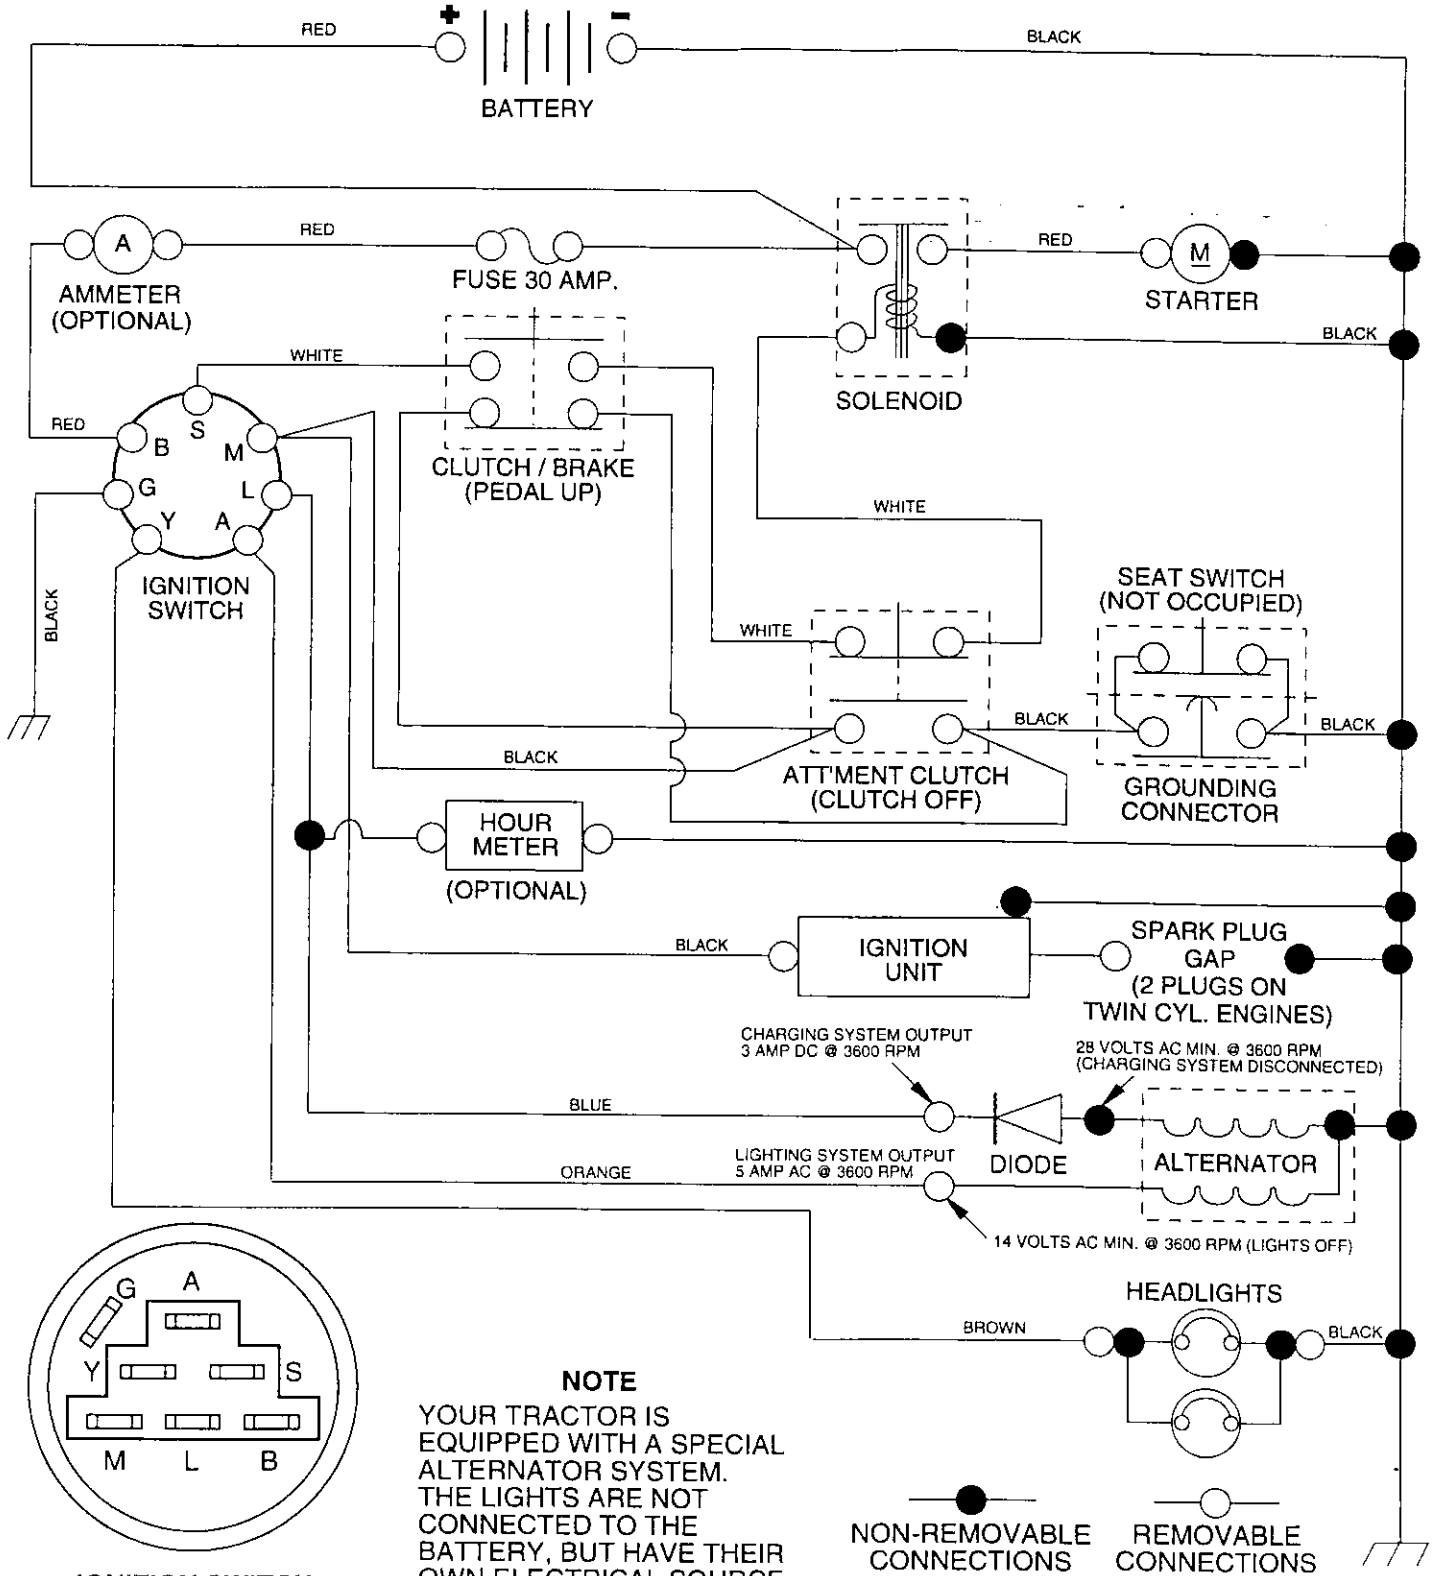 +
-
RED
BLACK
BATTERY
A
RED
FUSE 30 AMP.
RED
M
STARTER
AMMETER
(OPTIONAL)
WHITE
BLACK
SOLENOID
RED
B
S
M
G
L
Y
A
CLUTCH / BRAKE
(PEDAL UP)
IGNITION
SWITCH
BLACK
WHITE
SEAT SWITCH
(NOT OCCUPIED)
WHITE
BLACK
BLACK
BLACK
ATT'MENT CLUTCH
(CLUTCH OFF)
GROUNDING
CONNECTOR
HOUR
METER
(OPTIONAL)
BLACK
IGNITION
UNIT
SPARK PLUG
GAP
(2 PLUGS ON
TWIN CYL. ENGINES)
CHARGING SYSTEM OUTPUT
3 AMP DC @ 3600 RPM
28 VOLTS AC MIN. @ 3600 RPM
(CHARGING SYSTEM DISCONNECTED)
BLUE
DIODE
ALTERNATOR
LIGHTING SYSTEM OUTPUT
5 AMP AC @ 3600 RPM
ORANGE
14 VOLTS AC MIN. @ 3600 RPM (LIGHTS OFF)
HEADLIGHTS
BROWN
BLACK
G
A
Y
S
M
L
B
IGNITION SWITCH
NOTE
YOUR TRACTOR IS
EQUIPPED WITH A SPECIAL
ALTERNATOR SYSTEM.
THE LIGHTS ARE NOT
CONNECTED TO THE
BATTERY, BUT HAVE THEIR
OWN ELECTRICAL SOURCE
NON-REMOVABLE
CONNECTIONS
REMOVABLE
CONNECTIONS